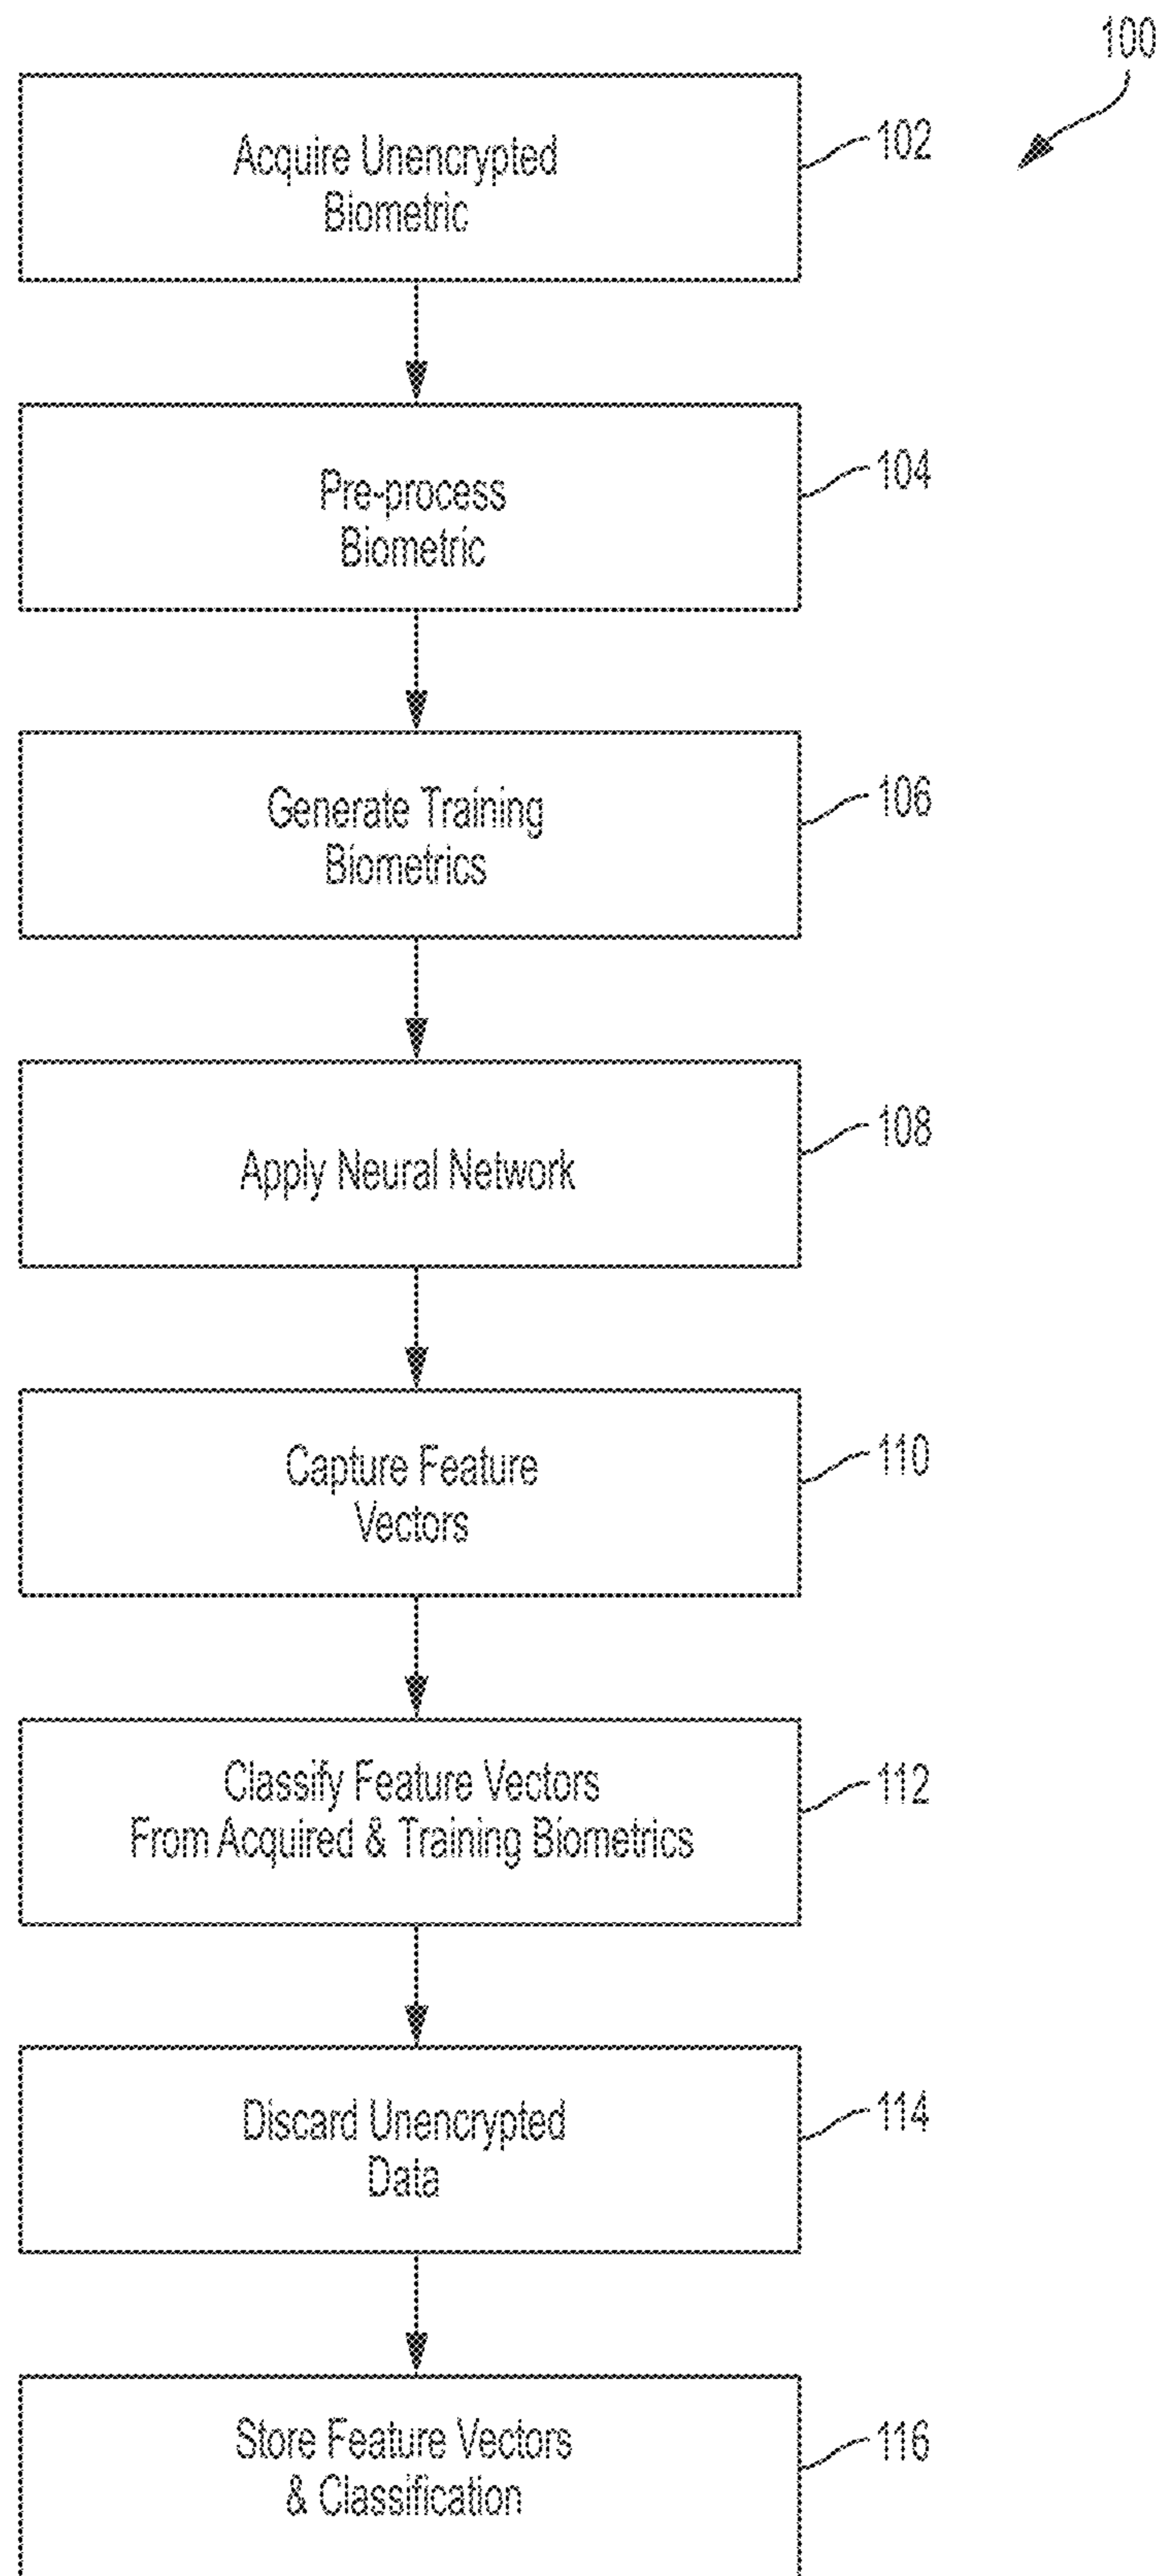 100
Acquire Unencrypted
Biometric
102
Pre-process
Biometric
104
Generate Training
Biometrics
106
Apply Neural Network
108
Capture Feature
Vectors
110
Classify Feature Vectors
From Acquired & Training Biometrics
112
Discard Unencrypted
Data
114
Store Feature Vectors
& Classification
116